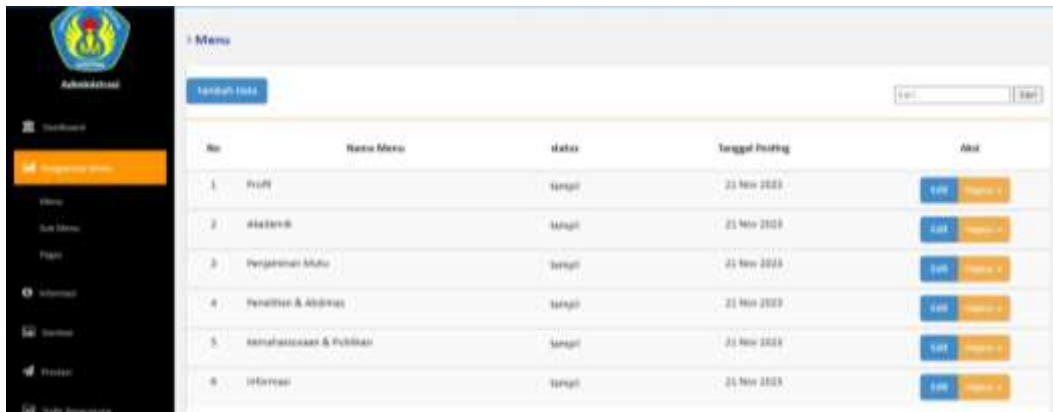 Menu
Administrasi
Tambah Data
Cari
Cari
Dashboard
No Nama Menu status Tanggal Posting Aksi
1 Profil tampil 21 Nov 2023 Edit
Menu
Sub Menu
2 Akademik tampil 21 Nov 2023 Edit
Pages
3 Penjaminan Mutu tampil 21 Nov 2023 Edit
Informasi
4 Penelitian & Abdimas tampil 21 Nov 2023 Edit
5 Kemahasiswaan & Publikasi tampil 21 Nov 2023 Edit
6 Informasi tampil 21 Nov 2023 Edit